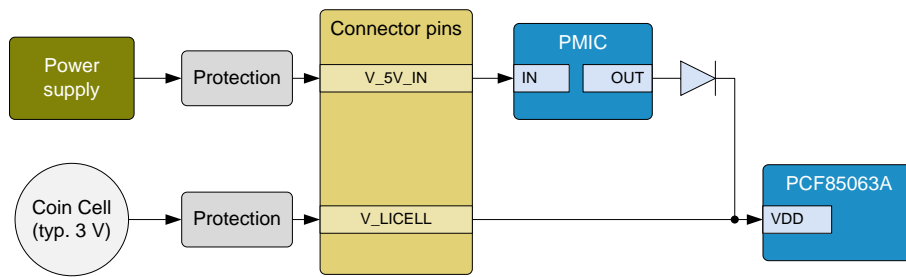 Connector pins
PMIC
Power
supply
Protection
V_5V_IN
IN
OUT
PCF85063A
Coin Cell
(typ. 3 V)
Protection
V_LICELL
VDD